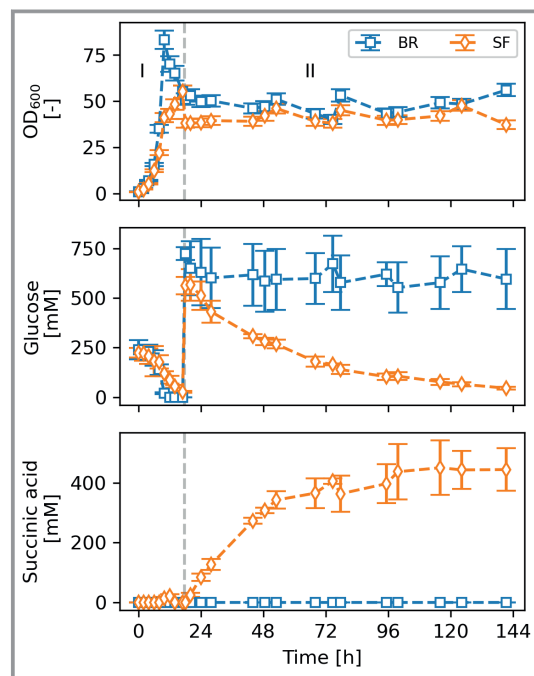 I
II
BR
SF
75
50
25
0
OD₆₀₀
[-]
750
500
250
0
Glucose
[mM]
400
200
0
Succinic acid
[mM]
0
24
48
72
96
120
144
Time [h]